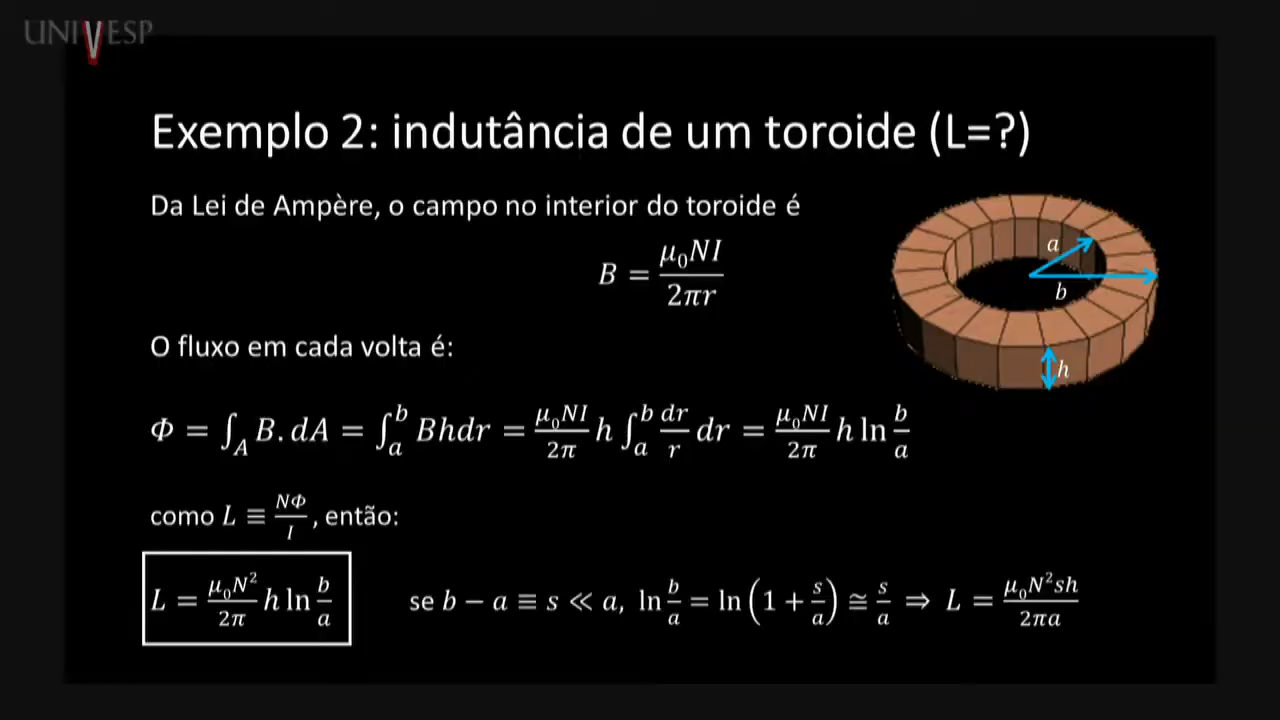 UNIVESP
Exemplo 2: indutância de um toroide (L=?)
Da Lei de Ampère, o campo no interior do toroide é
B = μ₀NI / 2πr
a
b
h
O fluxo em cada volta é:
Φ = ∫_A B. dA = ∫_a^b Bhdr = μ₀NI/2π h ∫_a^b dr/r dr = μ₀NI/2π h ln b/a
como L ≡ NΦ/I , então:
L = μ₀N²/2π h ln b/a se b − a ≡ s ≪ a, ln b/a = ln (1 + s/a) ≅ s/a ⇒ L = μ₀N²sh/2πa